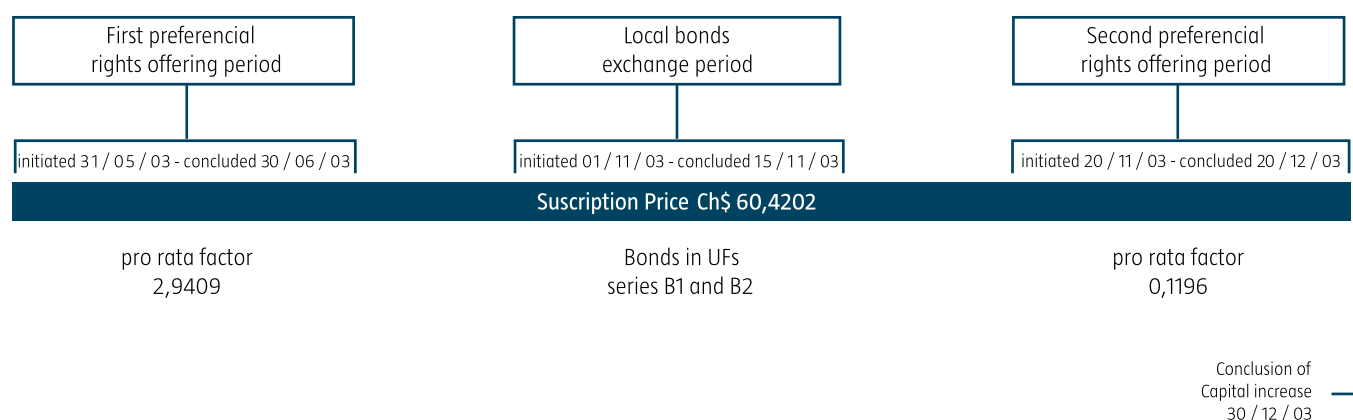 First preferencial
rights offering period
Local bonds
exchange period
Second preferencial
rights offering period
initiated 31 / 05 / 03 - concluded 30 / 06 / 03
initiated 01 / 11 / 03 - concluded 15 / 11 / 03
initiated 20 / 11 / 03 - concluded 20 / 12 / 03
Suscription Price Ch$ 60,4202
pro rata factor
2,9409
Bonds in UFs
series B1 and B2
pro rata factor
0,1196
Conclusion of
Capital increase
30 / 12 / 03